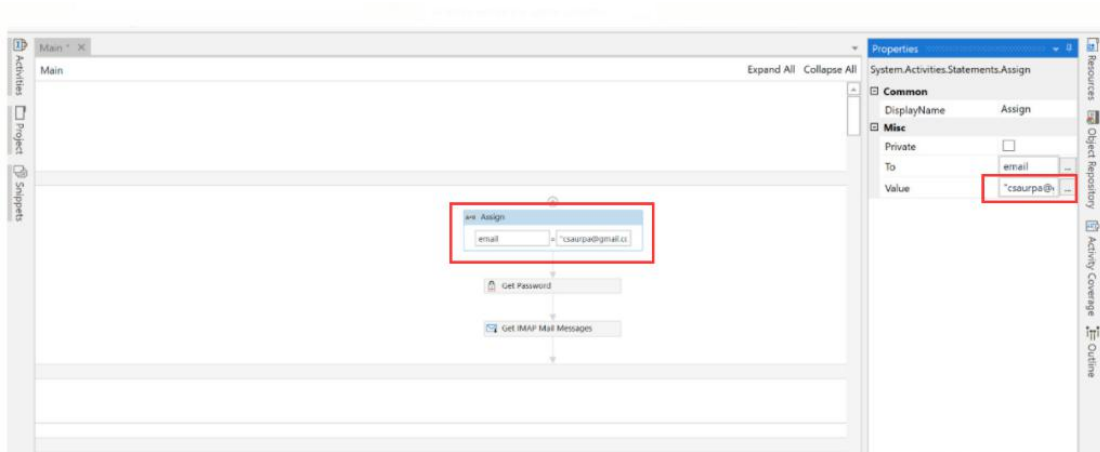 Main * X
Main
Expand All Collapse All
Activities
Project
Snippets
A+B Assign
email = "csaurpa@gmail.cc
Get Password
Get IMAP Mail Messages
Properties
System.Activities.Statements.Assign
Common
DisplayName Assign
Misc
Private
To email ...
Value "csaurpa@ ...
Resources
Object Repository
Activity Coverage
Outline